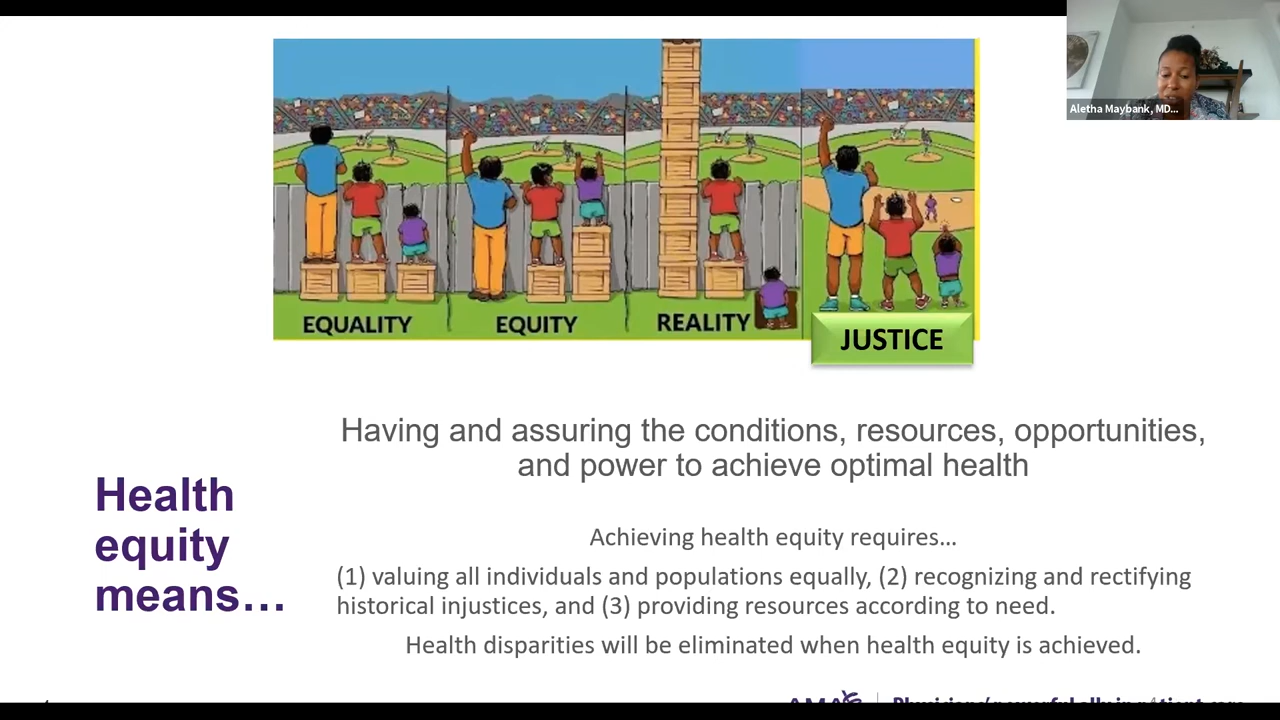 Aletha Maybank, MD...
EQUALITY
EQUITY
REALITY
JUSTICE
Having and assuring the conditions, resources, opportunities,
and power to achieve optimal health
Health
equity
means…
Achieving health equity requires…
(1) valuing all individuals and populations equally, (2) recognizing and rectifying
historical injustices, and (3) providing resources according to need.
Health disparities will be eliminated when health equity is achieved.
AMA